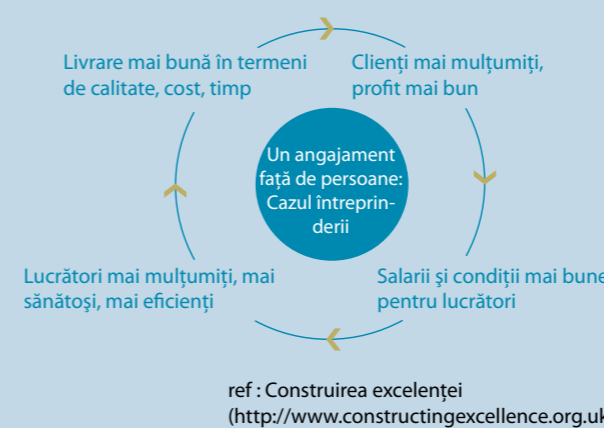 Livrare mai bună în termeni
de calitate, cost, timp
Clienți mai mulțumiți,
profit mai bun
Un angajament
față de persoane:
Cazul întreprin-
derii
Lucrători mai mulțumiți, mai
sănătoşi, mai eficienți
Salarii şi condiții mai bune
pentru lucrători
ref : Construirea excelenței
(http://www.constructingexcellence.org.uk